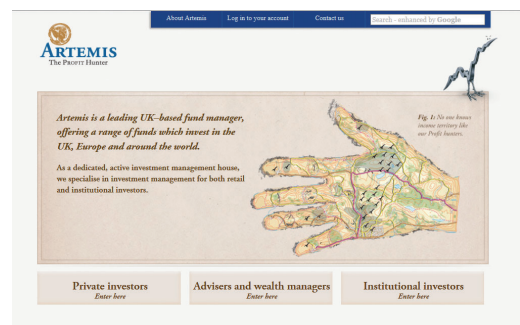 About Artemis Log in to your account Contact us Search - enhanced by Google
ARTEMIS
The PROFIT Hunter
Artemis is a leading UK–based fund manager,
offering a range of funds which invest in the
UK, Europe and around the world.
As a dedicated, active investment management house,
we specialise in investment management for both retail
and institutional investors.
Fig. 1: No one knows
income territory like
our Profit hunters.
Private investors
Enter here
Advisers and wealth managers
Enter here
Institutional investors
Enter here